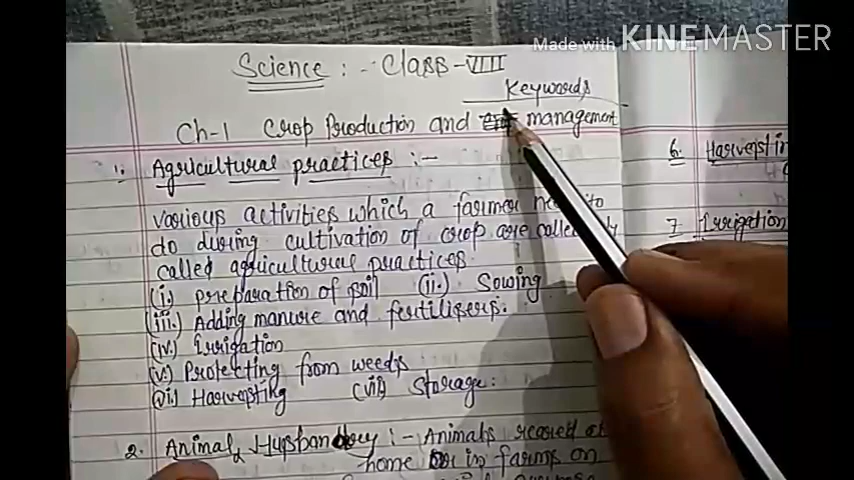 Made with KINEMASTER
Science :- Class-VIII
Keywords
Ch-1 Crop Production and management
1. Agricultural practices :-
various activities which a farmer to
do during cultivation of crop are called
called agricultural practices.
(i.) preparation of soil (ii.) Sowing
(iii.) Adding manure and fertilisers.
(iv) Irrigation
(v) Protecting from weeds
(vi) Harvesting (vii) Storage.
2. Animal Husbandry :- Animals reared at
home or in farms on
6. Harvestin
7 Irrigation